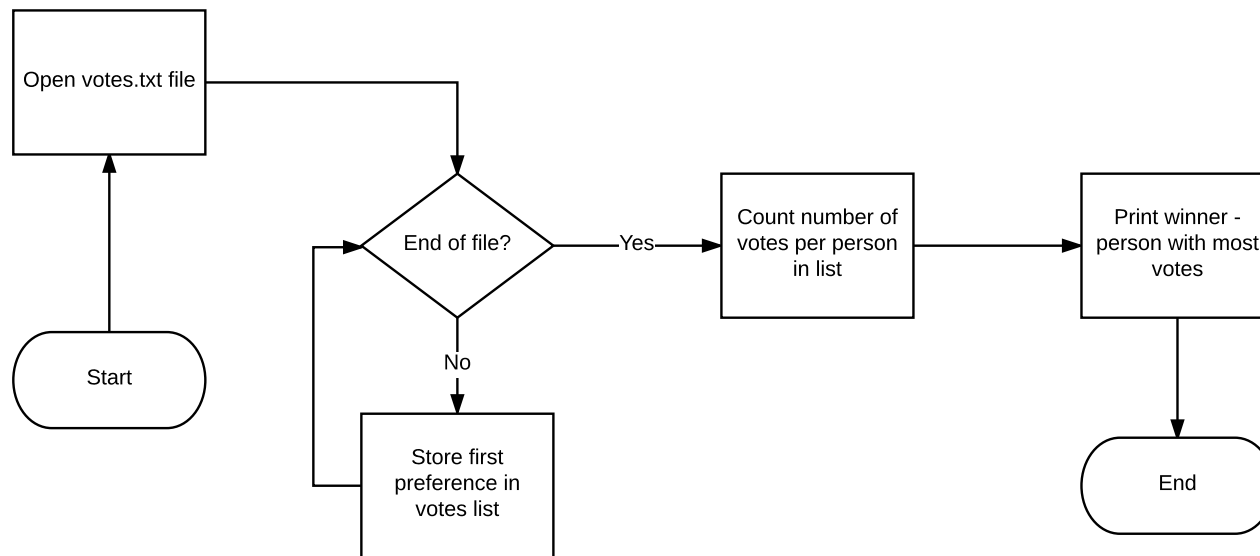 Open votes.txt file
Start
End of file?
Yes
No
Store first
preference in
votes list
Count number of
votes per person
in list
Print winner -
person with most
votes
End